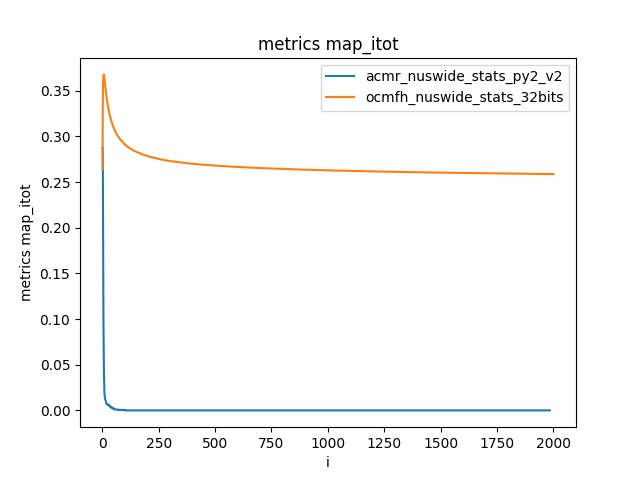 metrics map_itot
acmr_nuswide_stats_py2_v2
ocmfh_nuswide_stats_32bits
metrics map_itot
0.35
0.30
0.25
0.20
0.15
0.10
0.05
0.00
0 250 500 750 1000 1250 1500 1750 2000
i